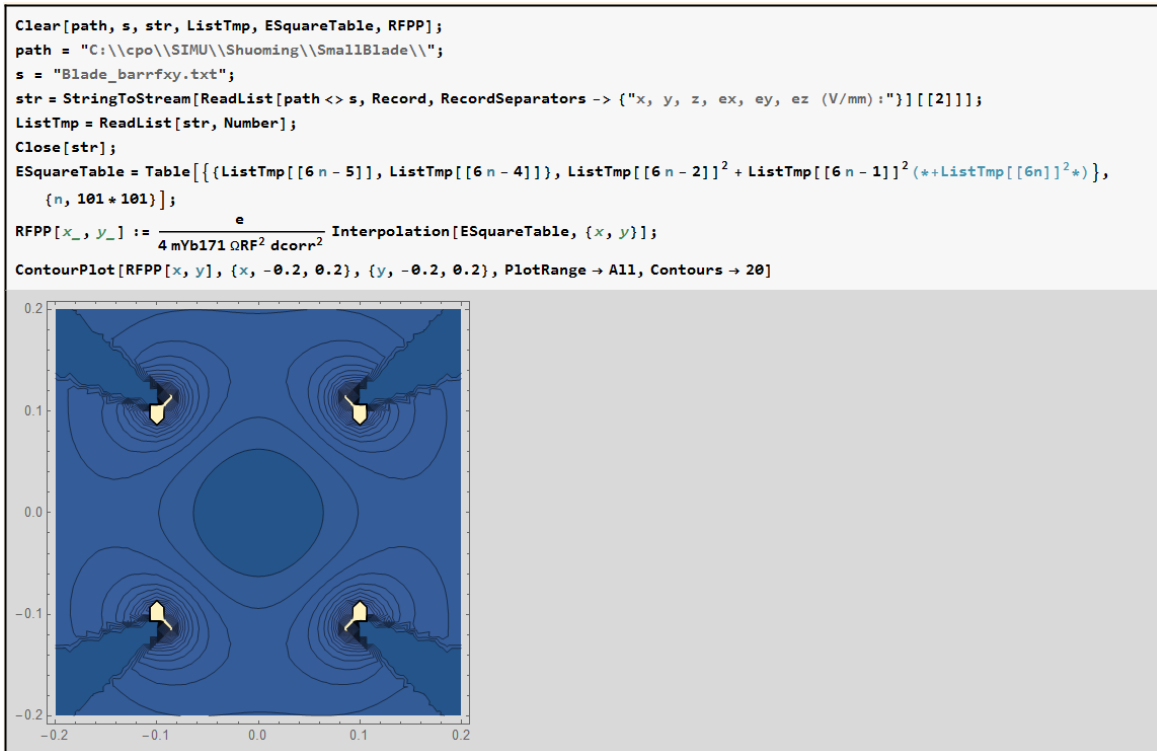 Clear[path, s, str, ListTmp, ESquareTable, RFPP];
path = "C:\\cpo\\SIMU\\Shuoming\\SmallBlade\\";
s = "Blade_barrfxy.txt";
str = StringToStream[ReadList[path <> s, Record, RecordSeparators -> {"x, y, z, ex, ey, ez (V/mm):"}][[2]]];
ListTmp = ReadList[str, Number];
Close[str];
ESquareTable = Table[{{ListTmp[[6 n - 5]], ListTmp[[6 n - 4]]}, ListTmp[[6 n - 2]]² + ListTmp[[6 n - 1]]² (*+ListTmp[[6n]]²*)},
{n, 101 * 101}];
RFPP[x_, y_] := e / (4 mYb171 ΩRF² dcorr²) Interpolation[ESquareTable, {x, y}];
ContourPlot[RFPP[x, y], {x, -0.2, 0.2}, {y, -0.2, 0.2}, PlotRange → All, Contours → 20]
0.2
0.1
0.0
-0.1
-0.2
-0.2 -0.1 0.0 0.1 0.2